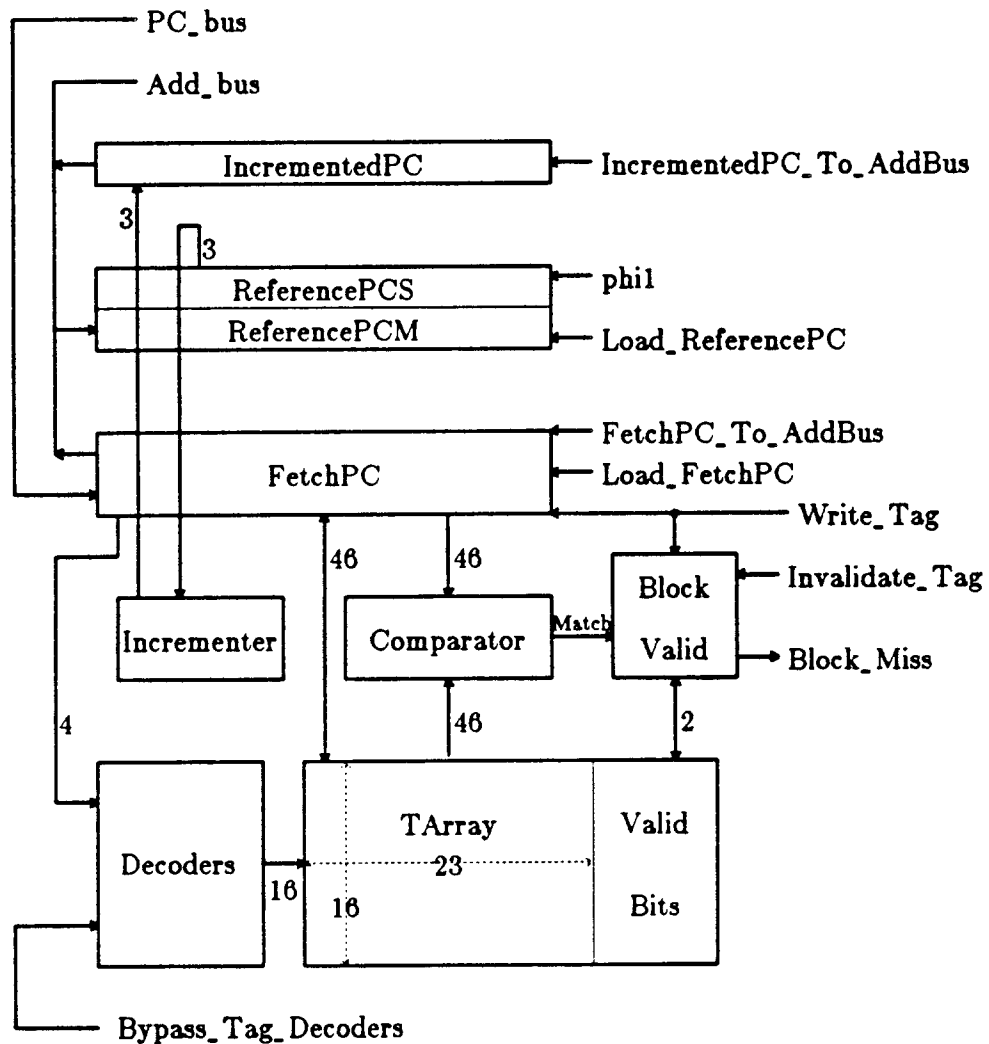 PC_bus
Add_bus
IncrementedPC
IncrementedPC_To_AddBus
3
3
ReferencePCS
phi1
ReferencePCM
Load_ReferencePC
FetchPC_To_AddBus
FetchPC
Load_FetchPC
Write_Tag
46
46
Block
Invalidate_Tag
Incrementer
Comparator
Match
Valid
Block_Miss
4
46
2
TArray
Valid
Decoders
23
16
16
Bits
Bypass_Tag_Decoders